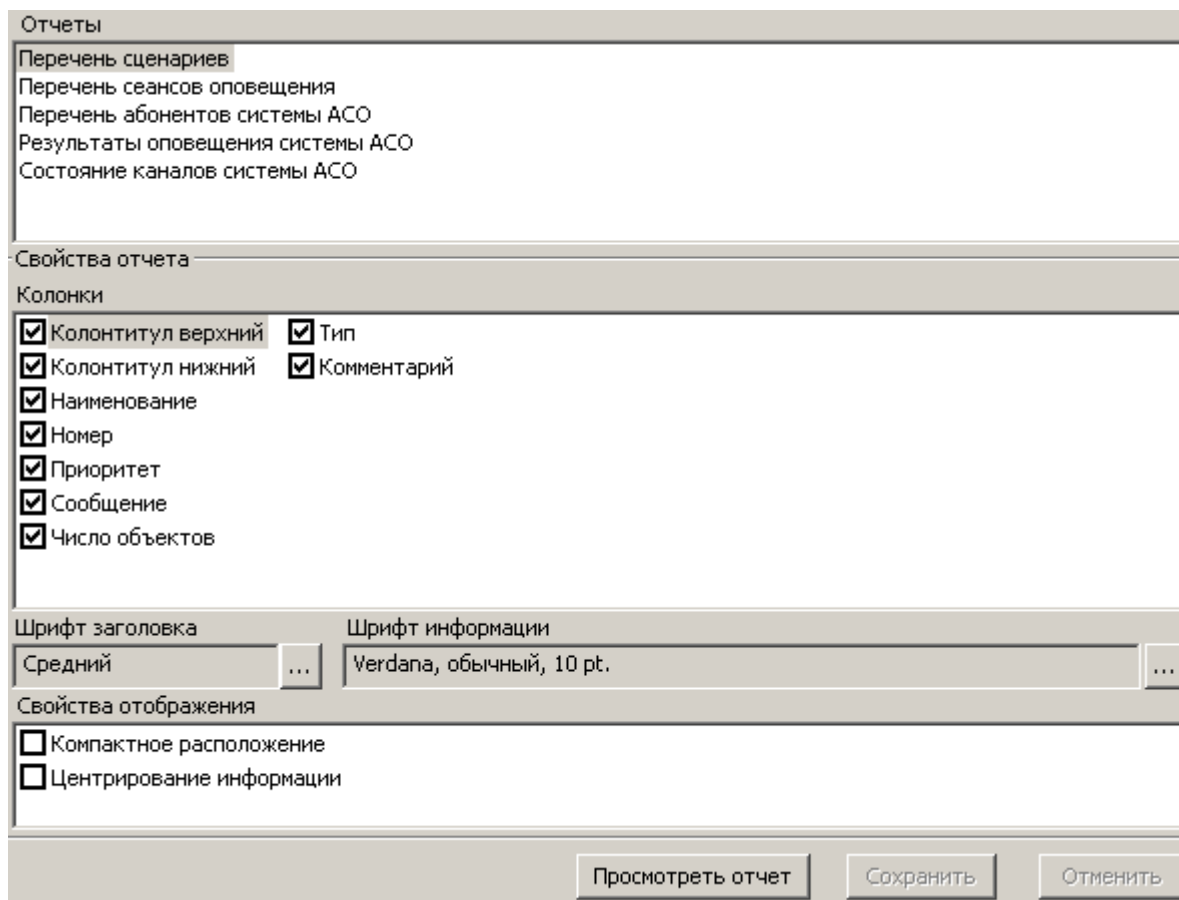 Отчеты
Перечень сценариев
Перечень сеансов оповещения
Перечень абонентов системы АСО
Результаты оповещения системы АСО
Состояние каналов системы АСО
Свойства отчета
Колонки
Колонтитул верхний Тип
Колонтитул нижний Комментарий
Наименование
Номер
Приоритет
Сообщение
Число объектов
Шрифт заголовка Шрифт информации
Средний ... Verdana, обычный, 10 pt. ...
Свойства отображения
Компактное расположение
Центрирование информации
Просмотреть отчет Сохранить Отменить